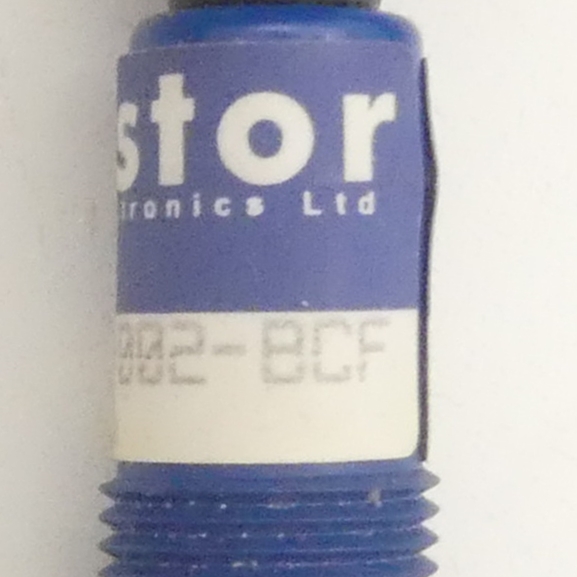 stor
tronics Ltd
002-BCF